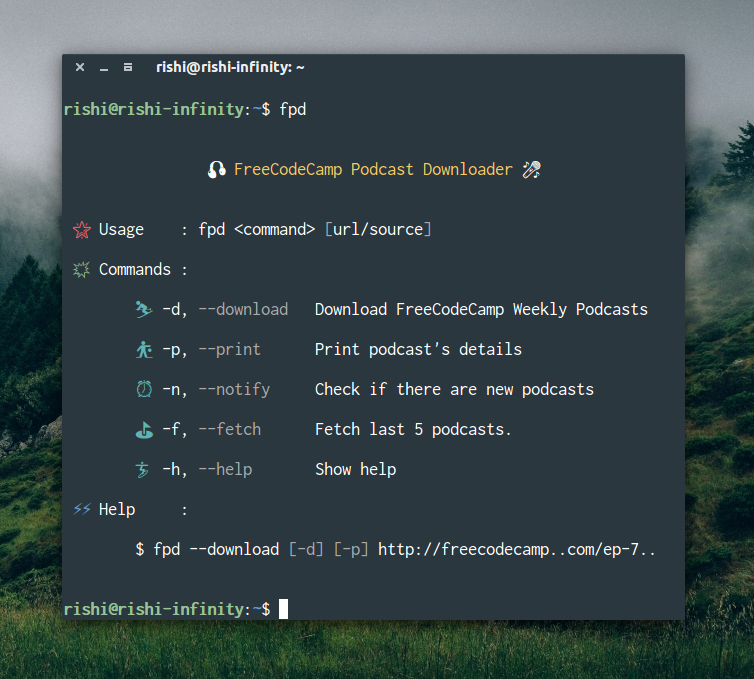 rishi@rishi-infinity: ~
rishi@rishi-infinity:~$ fpd
FreeCodeCamp Podcast Downloader
Usage : fpd <command> [url/source]
Commands :
-d, --download Download FreeCodeCamp Weekly Podcasts
-p, --print Print podcast's details
-n, --notify Check if there are new podcasts
-f, --fetch Fetch last 5 podcasts.
-h, --help Show help
Help :
$ fpd --download [-d] [-p] http://freecodecamp..com/ep-7..
rishi@rishi-infinity:~$